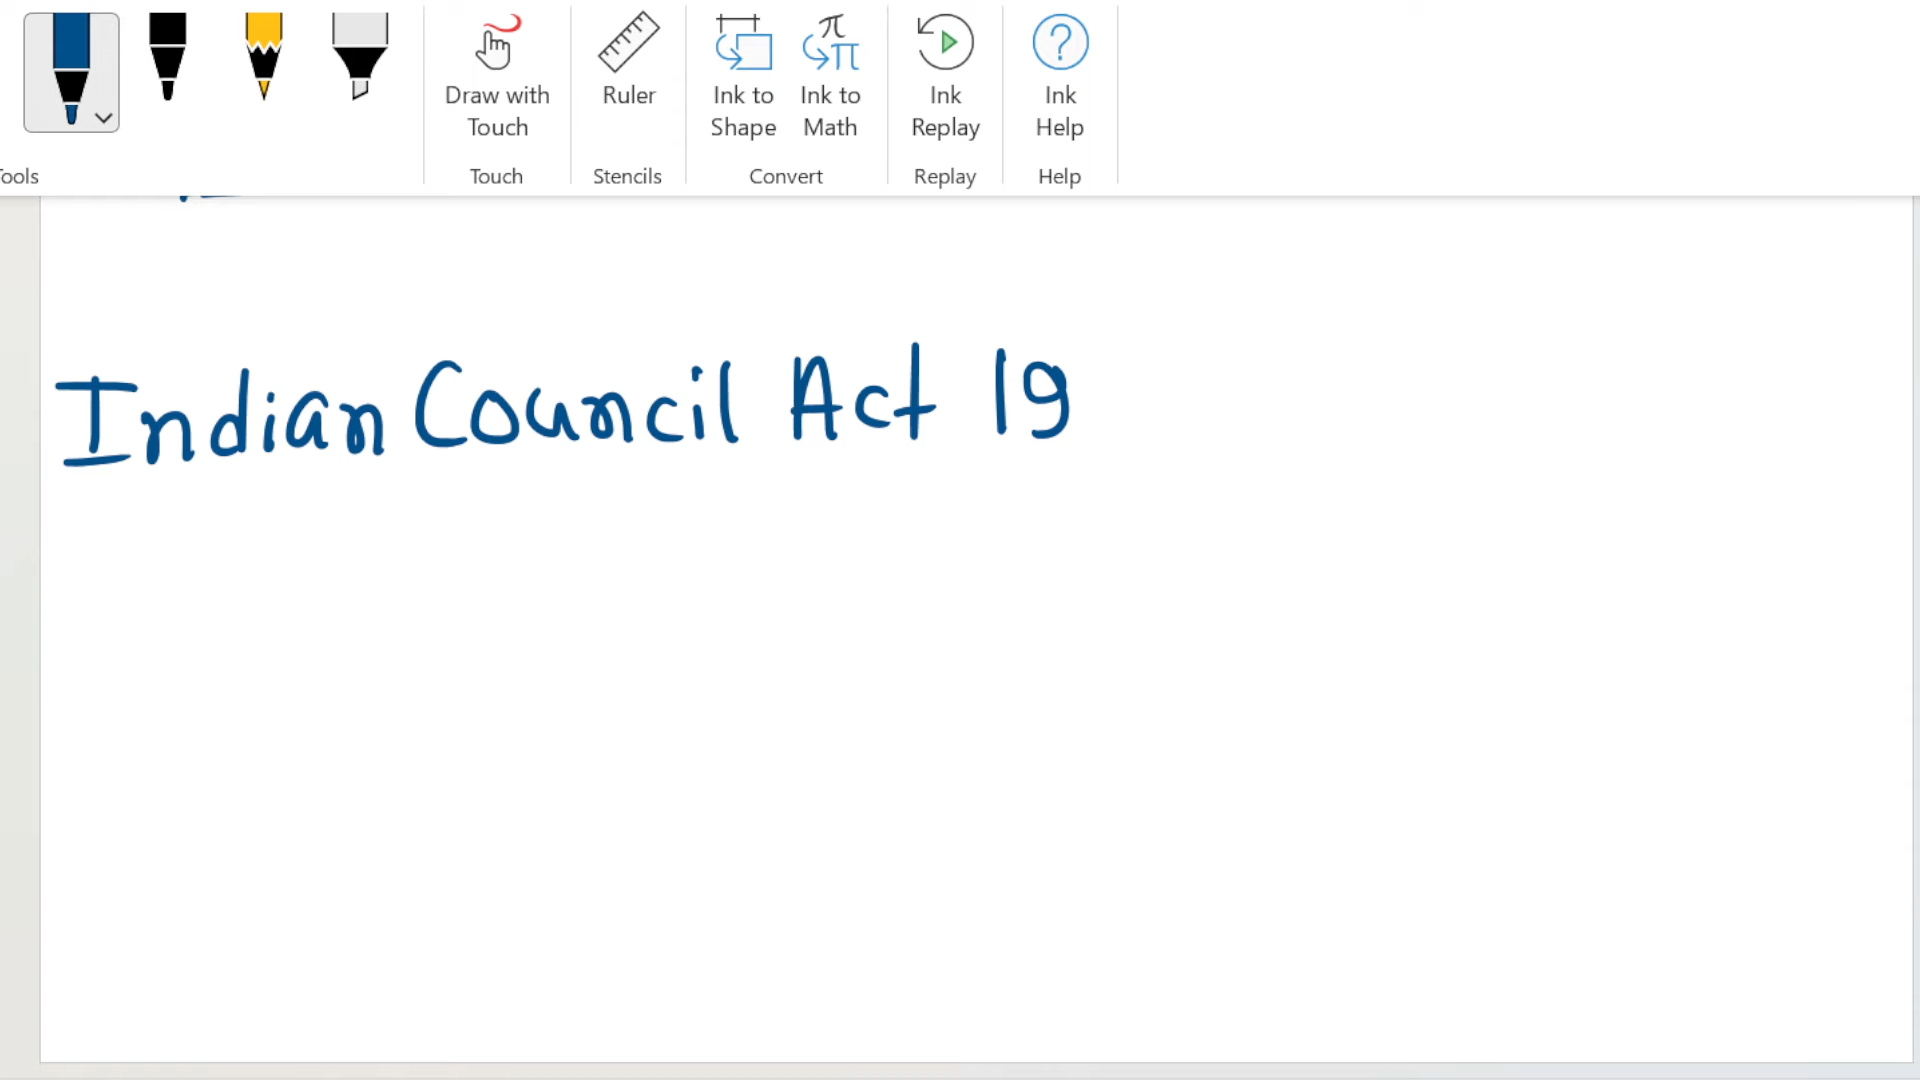 Draw with Touch
Ruler
Ink to Shape
Ink to Math
Ink Replay
Ink Help
ools
Touch
Stencils
Convert
Replay
Help
Indian Council Act 19